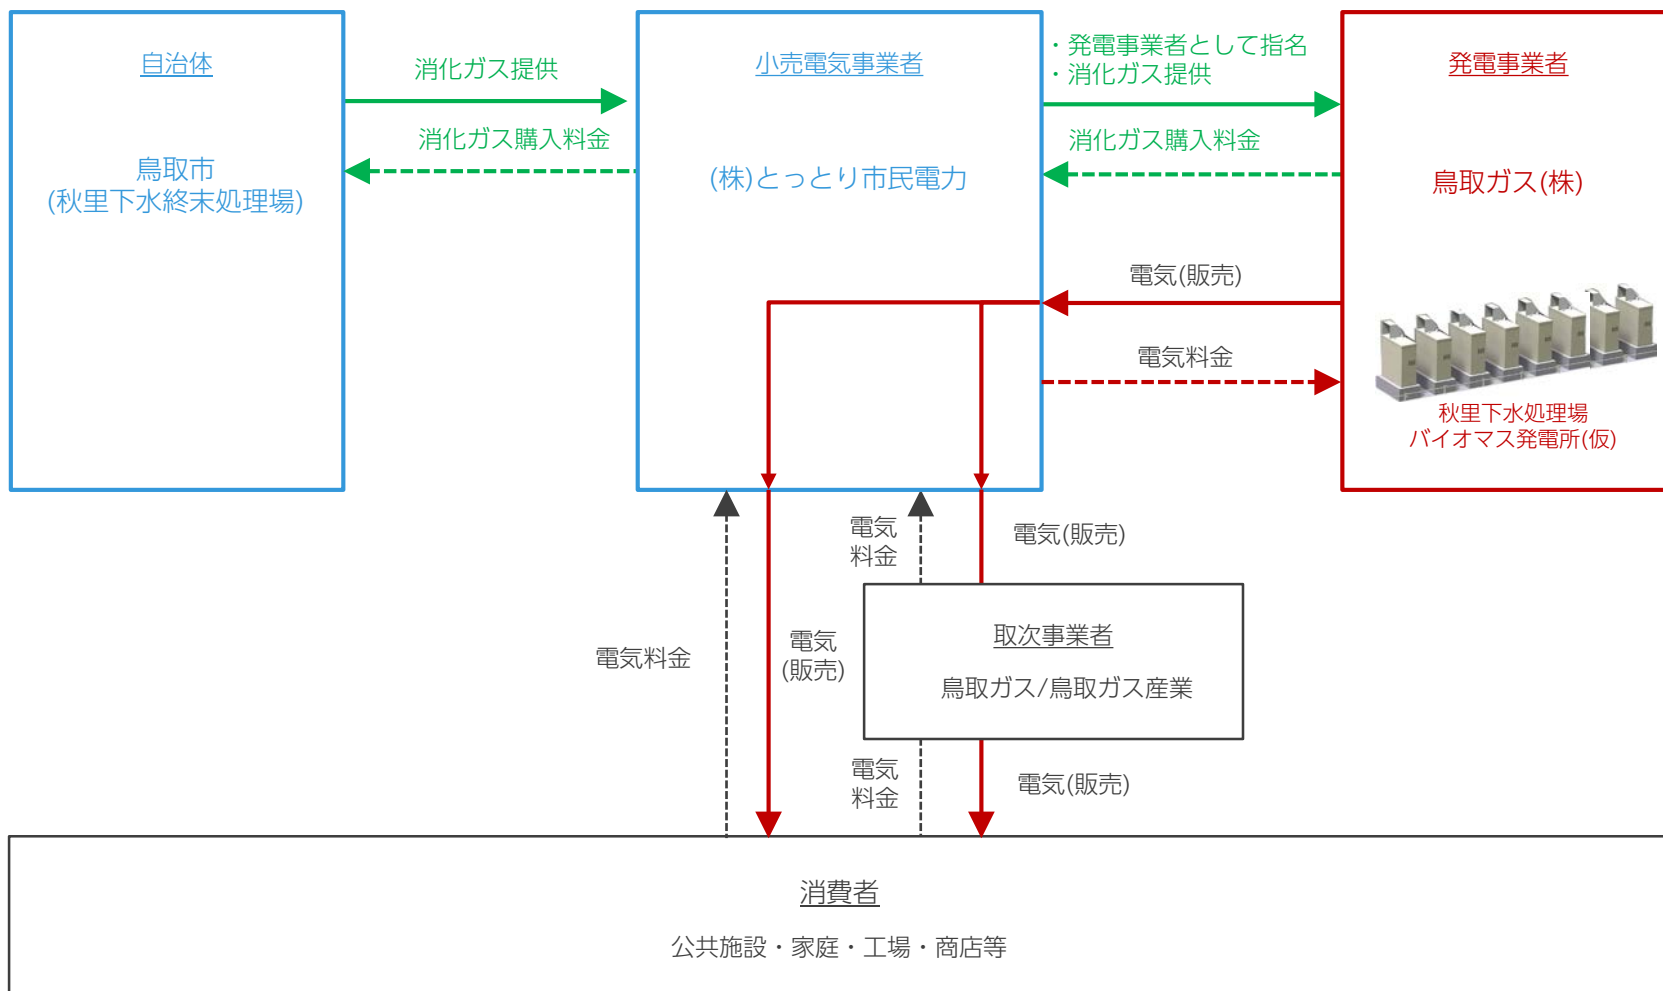 自治体
鳥取市
(秋里下水終末処理場)
消化ガス提供
消化ガス購入料金
小売電気事業者
(株)とっとり市民電力
・発電事業者として指名
・消化ガス提供
消化ガス購入料金
電気(販売)
電気料金
発電事業者
鳥取ガス(株)
秋里下水処理場
バイオマス発電所(仮)
電気料金
電気
(販売)
電気
料金
電気(販売)
取次事業者
鳥取ガス/鳥取ガス産業
電気
料金
電気(販売)
消費者
公共施設・家庭・工場・商店等